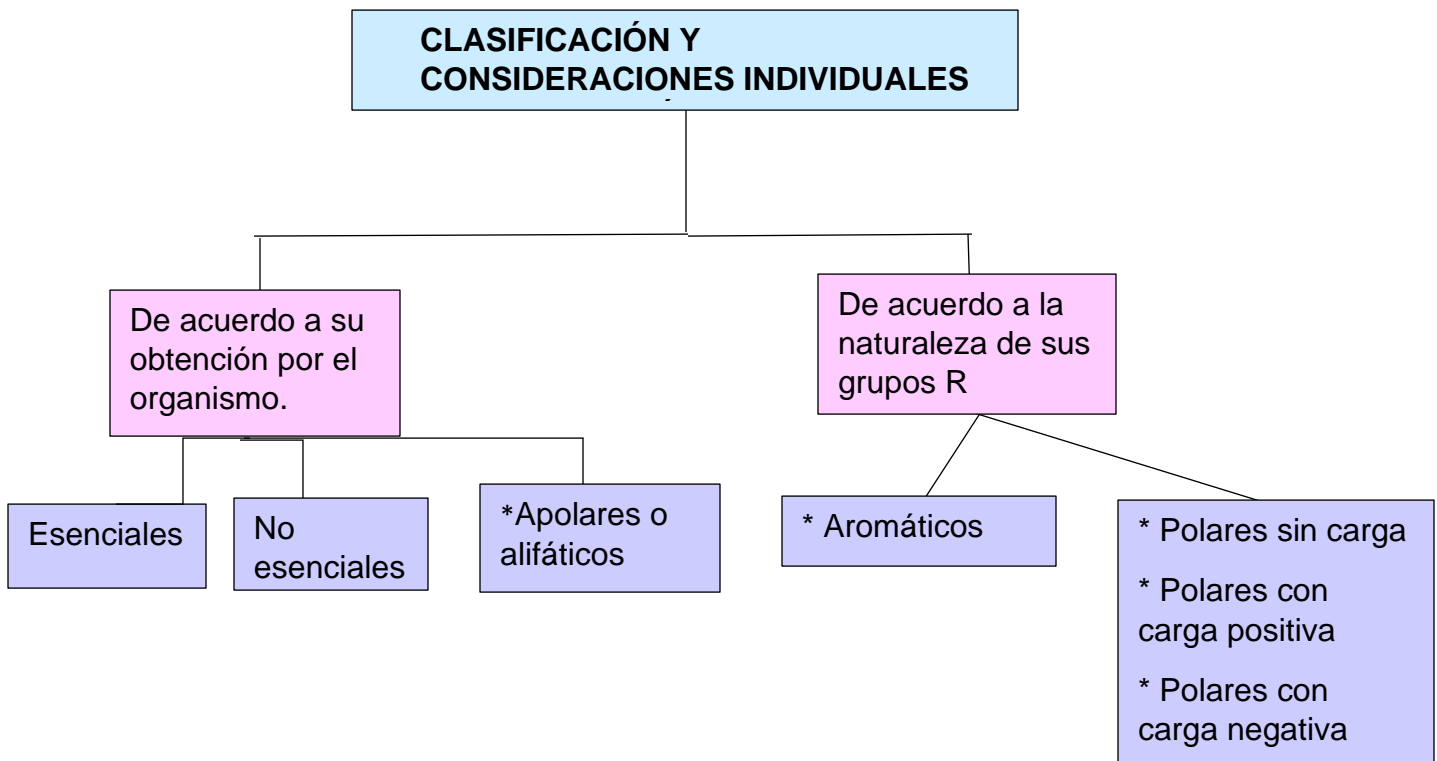 CLASIFICACIÓN Y
CONSIDERACIONES INDIVIDUALES
De acuerdo a su
obtención por el
organismo.
De acuerdo a la
naturaleza de sus
grupos R
Esenciales
No
esenciales
*Apolares o
alifáticos
* Aromáticos
* Polares sin carga
* Polares con
carga positiva
* Polares con
carga negativa